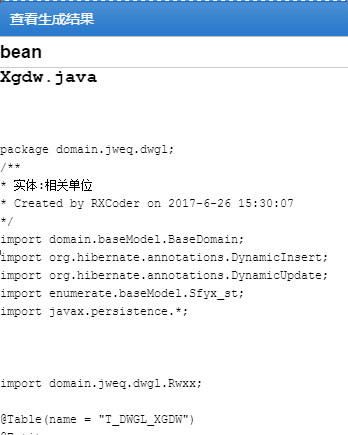 查看生成结果
bean
Xgdw.java
package domain.jweq.dwgl;
/**
* 实体:相关单位
* Created by RXCoder on 2017-6-26 15:30:07
*/
import domain.baseModel.BaseDomain;
import org.hibernate.annotations.DynamicInsert;
import org.hibernate.annotations.DynamicUpdate;
import enumerate.baseModel.Sfyx_st;
import javax.persistence.*;
import domain.jweq.dwgl.Rwxx;
@Table(name = "T_DWGL_XGDW")